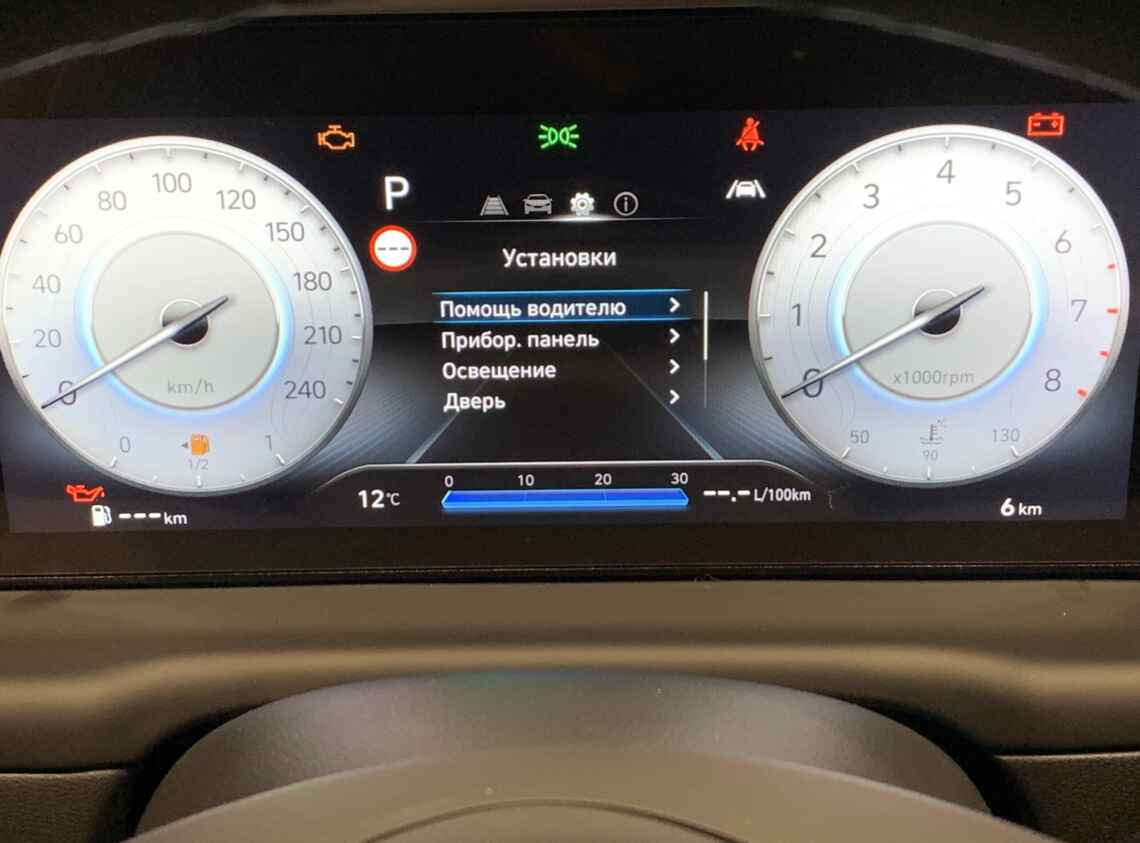 P
Установки
Помощь водителю
Прибор. панель
Освещение
Дверь
0
20
40
60
80
100
120
150
180
210
240
km/h
0
1/2
1
0
1
2
3
4
5
6
7
8
x1000rpm
50
90
130
°C
--- km
12°C
0 10 20 30
--.- L/100km
6 km